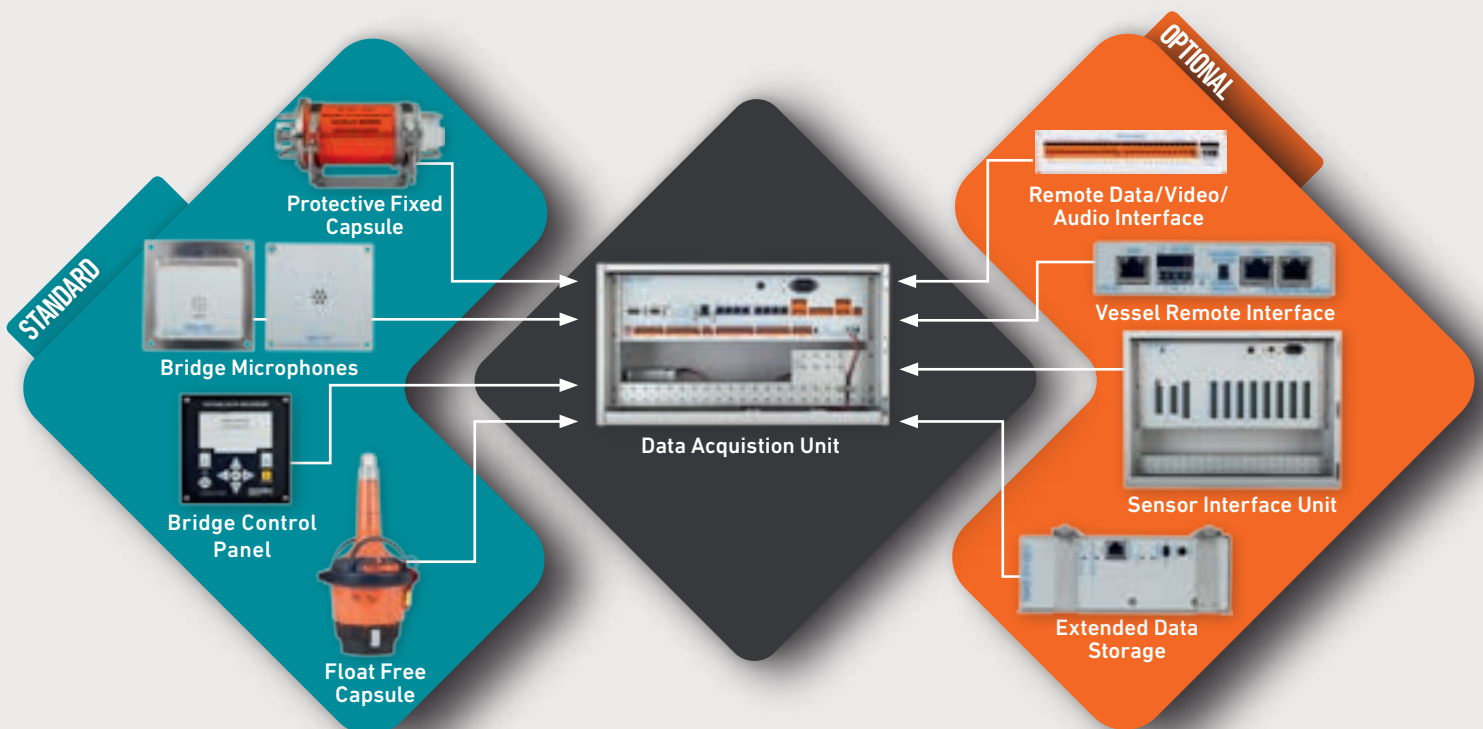 STANDARD
Protective Fixed
Capsule
Bridge Microphones
Bridge Control
Panel
Float Free
Capsule
Data Acquistion Unit
OPTIONAL
Remote Data/Video/
Audio Interface
Vessel Remote Interface
Sensor Interface Unit
Extended Data
Storage